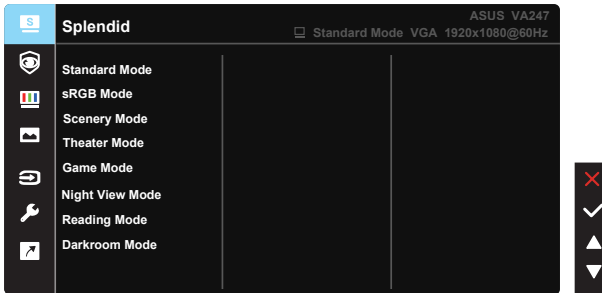 S
Splendid
ASUS VA247
Standard Mode VGA 1920x1080@60Hz
Standard Mode
sRGB Mode
Scenery Mode
Theater Mode
Game Mode
Night View Mode
Reading Mode
Darkroom Mode